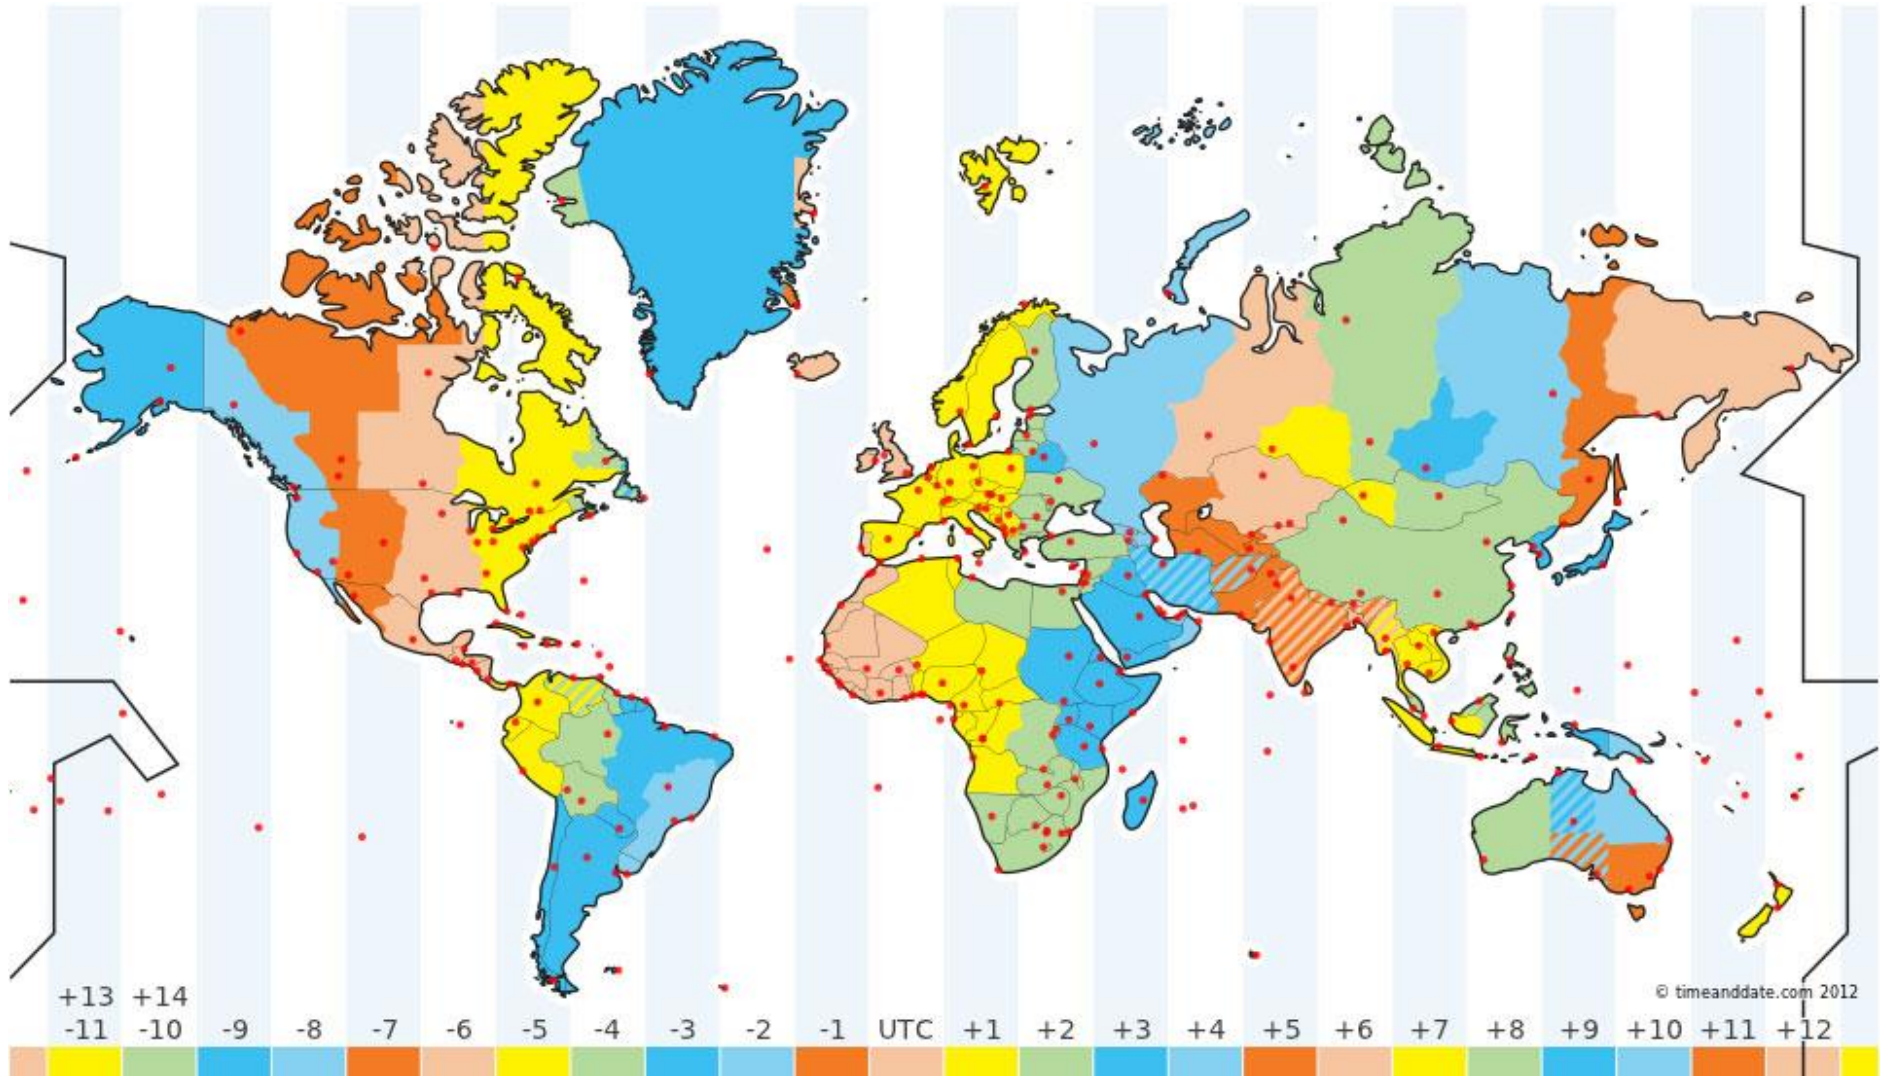 +13 +14
© timeanddate.com 2012
-11 -10 -9 -8 -7 -6 -5 -4 -3 -2 -1 UTC +1 +2 +3 +4 +5 +6 +7 +8 +9 +10 +11 +12